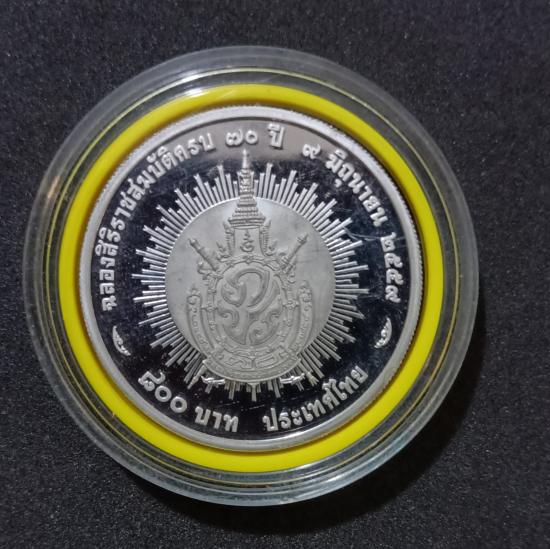 ฉลองสิริราชสมบัติครบ ๗๐ ปี ๙ มิถุนายน ๒๕๕๙
๘๐๐ บาท ประเทศไทย